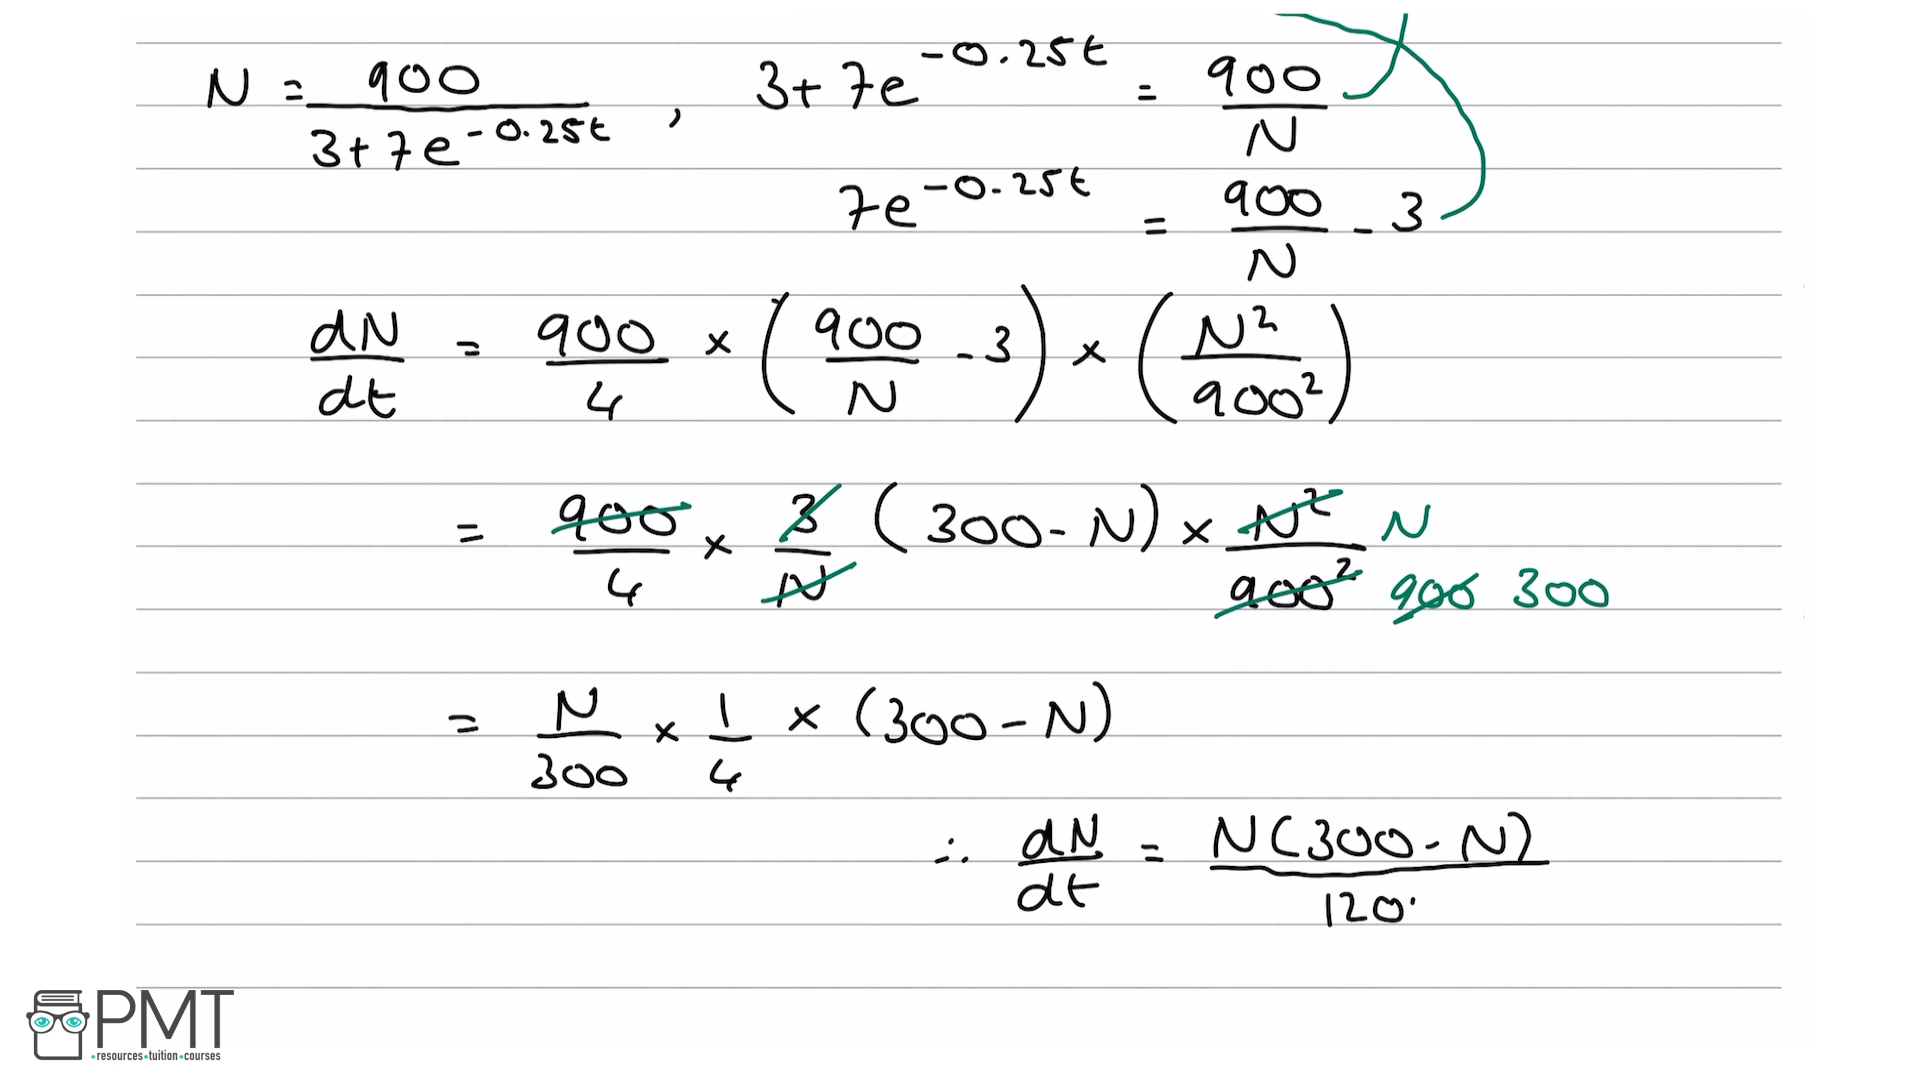 N = 900 / (3 + 7e^(-0.25t)) , 3 + 7e^(-0.25t) = 900/N
7e^(-0.25t) = 900/N - 3
dN/dt = 900/4 × (900/N - 3) × (N²/900²)
= 900/4 × 3/N (300 - N) × N²/900² N 900 300
= N/300 × 1/4 × (300 - N)
∴ dN/dt = N(300 - N) / 120
PMT
resources tuition courses